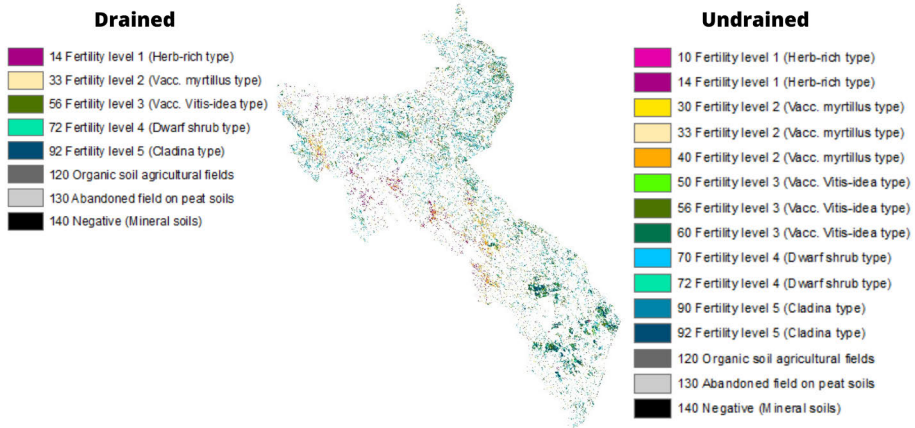 Drained
14 Fertility level 1 (Herb-rich type)
33 Fertility level 2 (Vacc. myrtillus type)
56 Fertility level 3 (Vacc. Vitis-idea type)
72 Fertility level 4 (Dwarf shrub type)
92 Fertility level 5 (Cladina type)
120 Organic soil agricultural fields
130 Abandoned field on peat soils
140 Negative (Mineral soils)
Undrained
10 Fertility level 1 (Herb-rich type)
14 Fertility level 1 (Herb-rich type)
30 Fertility level 2 (Vacc. myrtillus type)
33 Fertility level 2 (Vacc. myrtillus type)
40 Fertility level 2 (Vacc. myrtillus type)
50 Fertility level 3 (Vacc. Vitis-idea type)
56 Fertility level 3 (Vacc. Vitis-idea type)
60 Fertility level 3 (Vacc. Vitis-idea type)
70 Fertility level 4 (Dwarf shrub type)
72 Fertility level 4 (Dwarf shrub type)
90 Fertility level 5 (Cladina type)
92 Fertility level 5 (Cladina type)
120 Organic soil agricultural fields
130 Abandoned field on peat soils
140 Negative (Mineral soils)